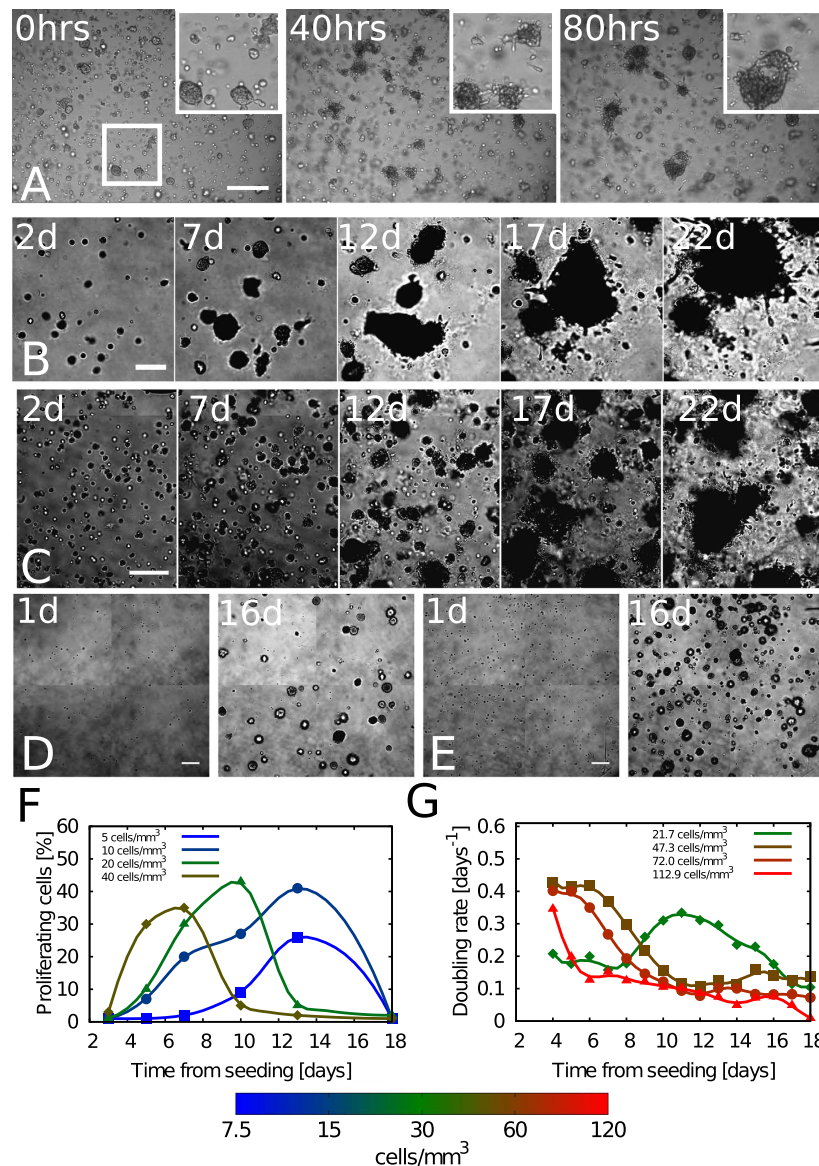 0hrs 40hrs 80hrs
A
2d 7d 12d 17d 22d
B
2d 7d 12d 17d 22d
C
1d 16d 1d 16d
D E
F G
60
50
40
30
20
10
0
Proliferating cells [%]
5 cells/mm³
10 cells/mm³
20 cells/mm³
40 cells/mm³
2 4 6 8 10 12 14 16 18
Time from seeding [days]
0.6
0.5
0.4
0.3
0.2
0.1
0
Doubling rate [days⁻¹]
21.7 cells/mm³
47.3 cells/mm³
72.0 cells/mm³
112.9 cells/mm³
2 4 6 8 10 12 14 16 18
Time from seeding [days]
7.5 15 30 60 120
cells/mm³